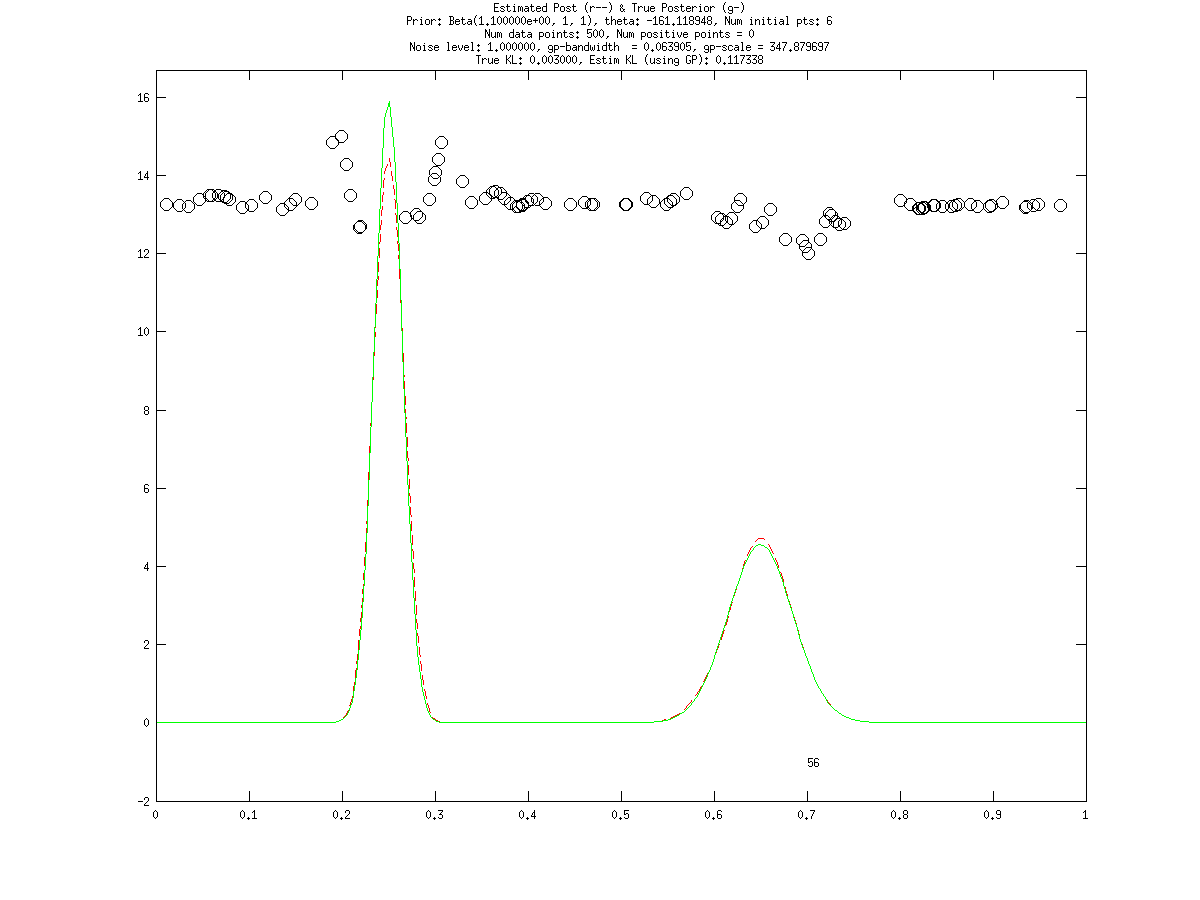 Estimated Post (r--) & True Posterior (g-)
Prior: Beta(1.100000e+00, 1, 1), theta: -161.118948, Num initial pts: 6
Num data points: 500, Num positive points = 0
Noise level: 1.000000, gp-bandwidth = 0.063905, gp-scale = 347.879697
True KL: 0.003000, Estim KL (using GP): 0.117338
16
14
12
10
8
6
4
2
0
-2
56
0 0.1 0.2 0.3 0.4 0.5 0.6 0.7 0.8 0.9 1